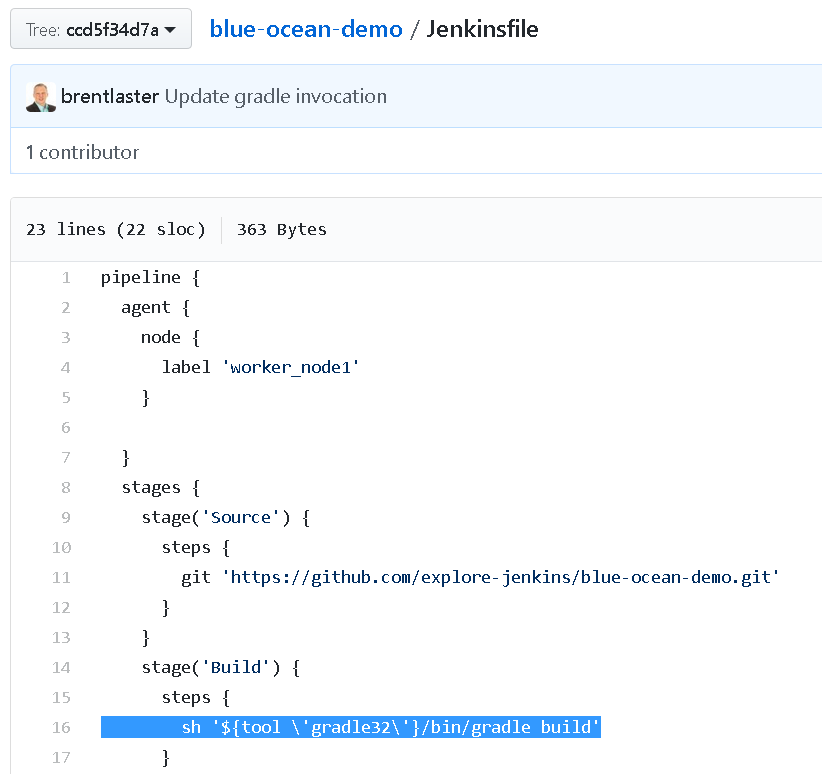 Tree: ccd5f34d7a blue-ocean-demo / Jenkinsfile
brentlaster Update gradle invocation
1 contributor
23 lines (22 sloc) 363 Bytes
1 pipeline {
2   agent {
3     node {
4       label 'worker_node1'
5     }
6
7   }
8   stages {
9     stage('Source') {
10       steps {
11         git 'https://github.com/explore-jenkins/blue-ocean-demo.git'
12       }
13     }
14     stage('Build') {
15       steps {
16         sh '${tool \'gradle32\'}/bin/gradle build'
17       }